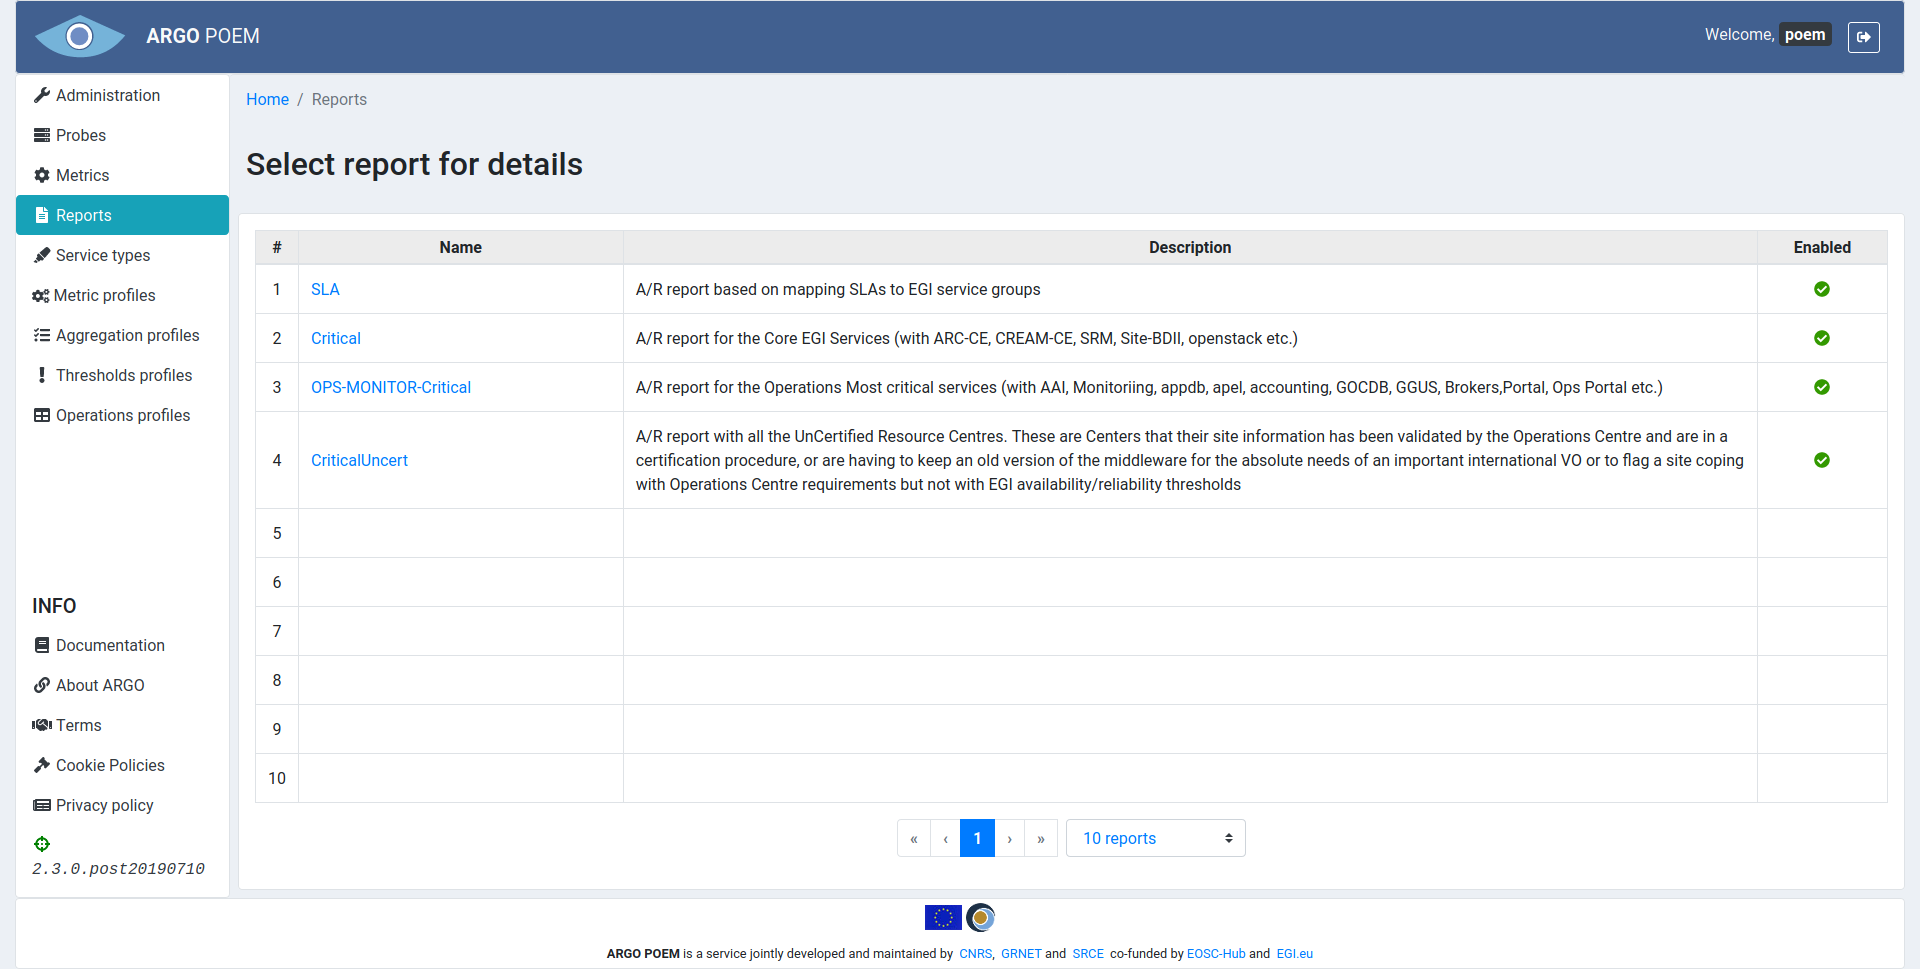 ARGO POEM
Welcome, poem
Administration
Probes
Metrics
Reports
Service types
Metric profiles
Aggregation profiles
Thresholds profiles
Operations profiles
INFO
Documentation
About ARGO
Terms
Cookie Policies
Privacy policy
2.3.0.post20190710
Home / Reports
Select report for details
# Name Description Enabled
1 SLA A/R report based on mapping SLAs to EGI service groups
2 Critical A/R report for the Core EGI Services (with ARC-CE, CREAM-CE, SRM, Site-BDII, openstack etc.)
3 OPS-MONITOR-Critical A/R report for the Operations Most critical services (with AAI, Monitoriing, appdb, apel, accounting, GOCDB, GGUS, Brokers,Portal, Ops Portal etc.)
4 CriticalUncert A/R report with all the UnCertified Resource Centres. These are Centers that their site information has been validated by the Operations Centre and are in a
certification procedure, or are having to keep an old version of the middleware for the absolute needs of an important international VO or to flag a site coping
with Operations Centre requirements but not with EGI availability/reliability thresholds
5
6
7
8
9
10
« ‹ 1 › » 10 reports
ARGO POEM is a service jointly developed and maintained by CNRS, GRNET and SRCE co-funded by EOSC-Hub and EGI.eu